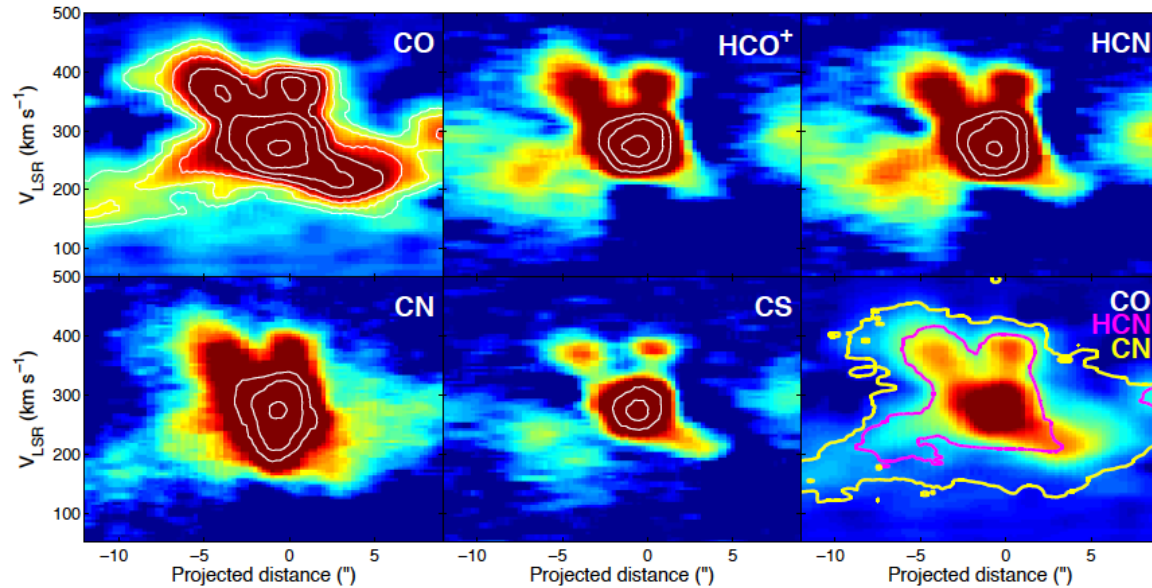 500
400
300
200
100
V_LSR (km s⁻¹)
CO
HCO⁺
HCN
500
400
300
200
100
V_LSR (km s⁻¹)
CN
CS
CO
HCN
CN
−10 −5 0 5
−10 −5 0 5
−10 −5 0 5
Projected distance (")
Projected distance (")
Projected distance (")